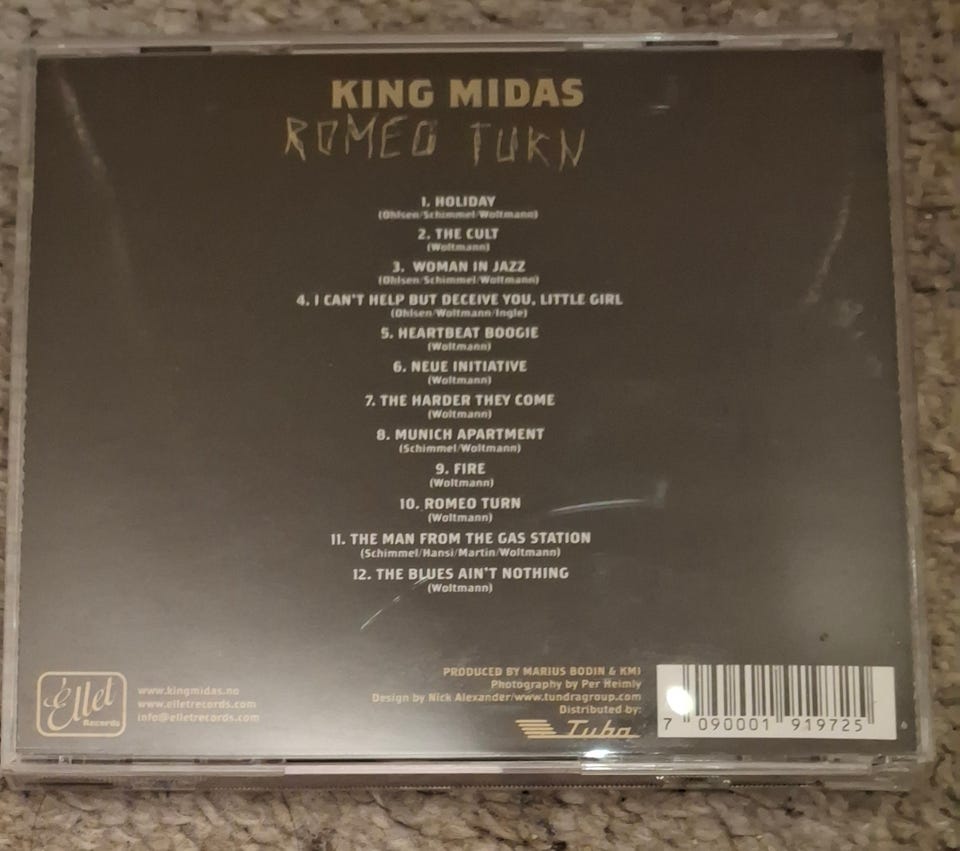 KING MIDAS
ROMEO TURN
1. HOLIDAY
(Ohlsen/Schimmel/Woltmann)
2. THE CULT
(Woltmann)
3. WOMAN IN JAZZ
(Ohlsen/Schimmel/Woltmann)
4. I CAN'T HELP BUT DECEIVE YOU, LITTLE GIRL
(Ohlsen/Woltmann/Ingle)
5. HEARTBEAT BOOGIE
(Woltmann)
6. NEUE INITIATIVE
(Woltmann)
7. THE HARDER THEY COME
(Woltmann)
8. MUNICH APARTMENT
(Schimmel/Woltmann)
9. FIRE
(Woltmann)
10. ROMEO TURN
(Woltmann)
11. THE MAN FROM THE GAS STATION
(Schimmel/Hansi/Martin/Woltmann)
12. THE BLUES AIN'T NOTHING
(Woltmann)
Ellet
Records
www.kingmidas.no
www.elletrecords.com
info@elletrecords.com
PRODUCED BY MARIUS BODIN & KMI
Photography by Per Heimly
Design by Nick Alexander/www.tundragroup.com
Distributed by:
Tuba
7 090001 919725